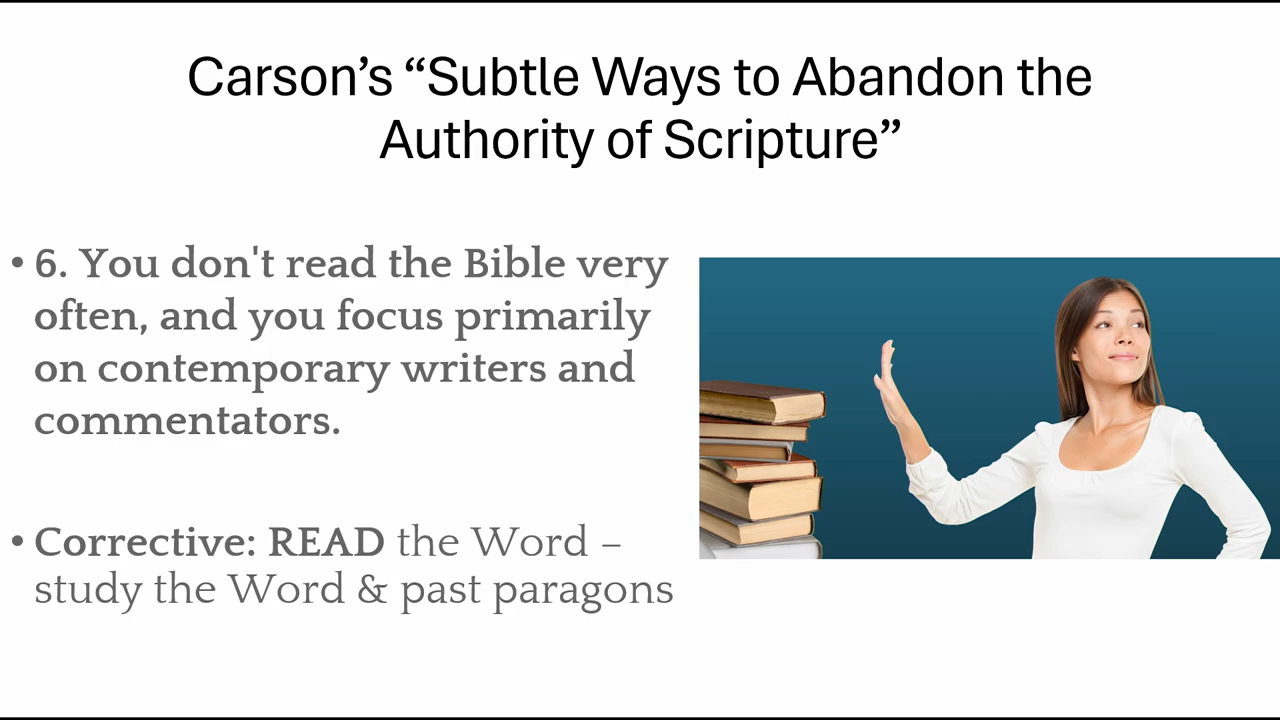 Carson’s “Subtle Ways to Abandon the
Authority of Scripture”
• 6. You don't read the Bible very
often, and you focus primarily
on contemporary writers and
commentators.
• Corrective: READ the Word –
study the Word & past paragons